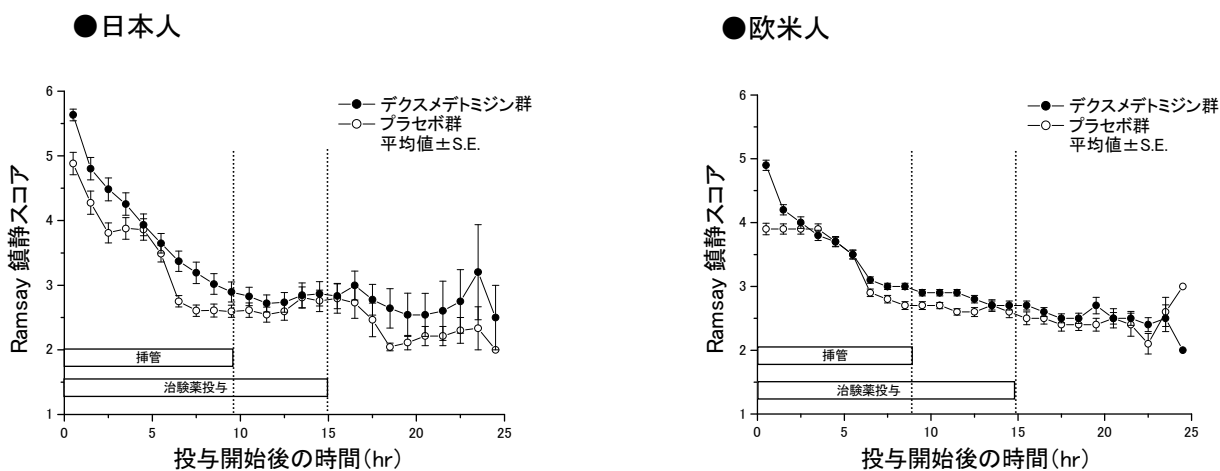 ●日本人
6
5
4
3
2
1
Ramsay 鎮静スコア
デクスメデトミジン群
プラセボ群
平均値±S.E.
挿管
治験薬投与
0 5 10 15 20 25
投与開始後の時間(hr)
●欧米人
6
5
4
3
2
1
Ramsay 鎮静スコア
デクスメデトミジン群
プラセボ群
平均値±S.E.
挿管
治験薬投与
0 5 10 15 20 25
投与開始後の時間(hr)